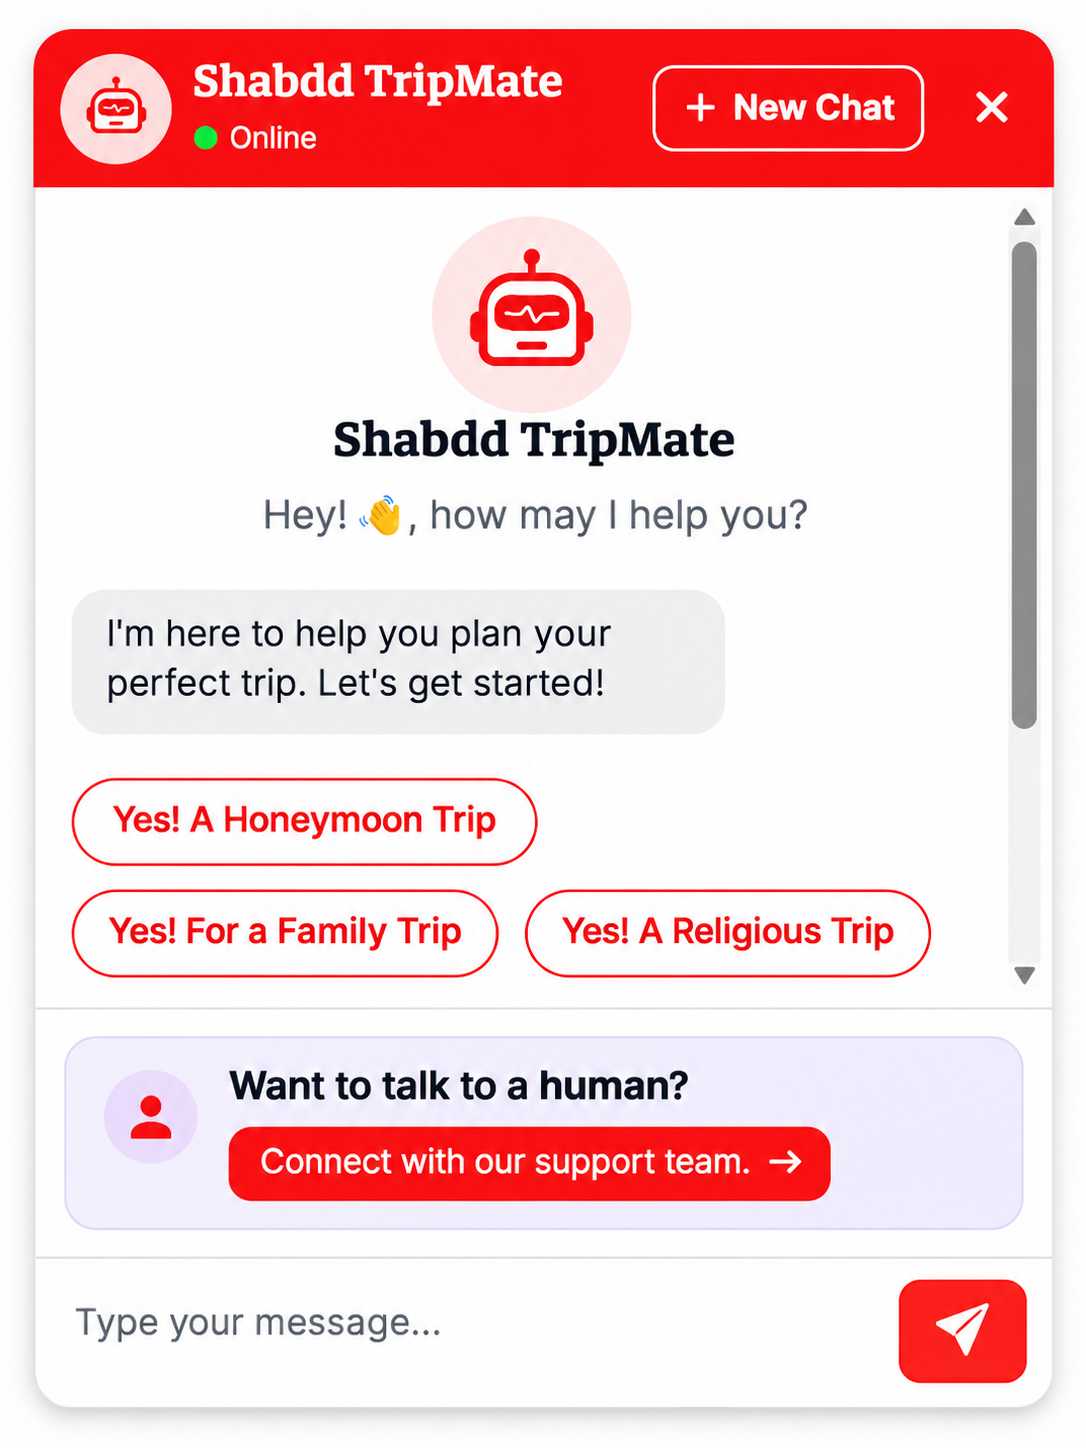 Shabdd TripMate
Online
+ New Chat
Shabdd TripMate
Hey! 👋, how may I help you?
I'm here to help you plan your
perfect trip. Let's get started!
Yes! A Honeymoon Trip
Yes! For a Family Trip
Yes! A Religious Trip
Want to talk to a human?
Connect with our support team. →
Type your message...